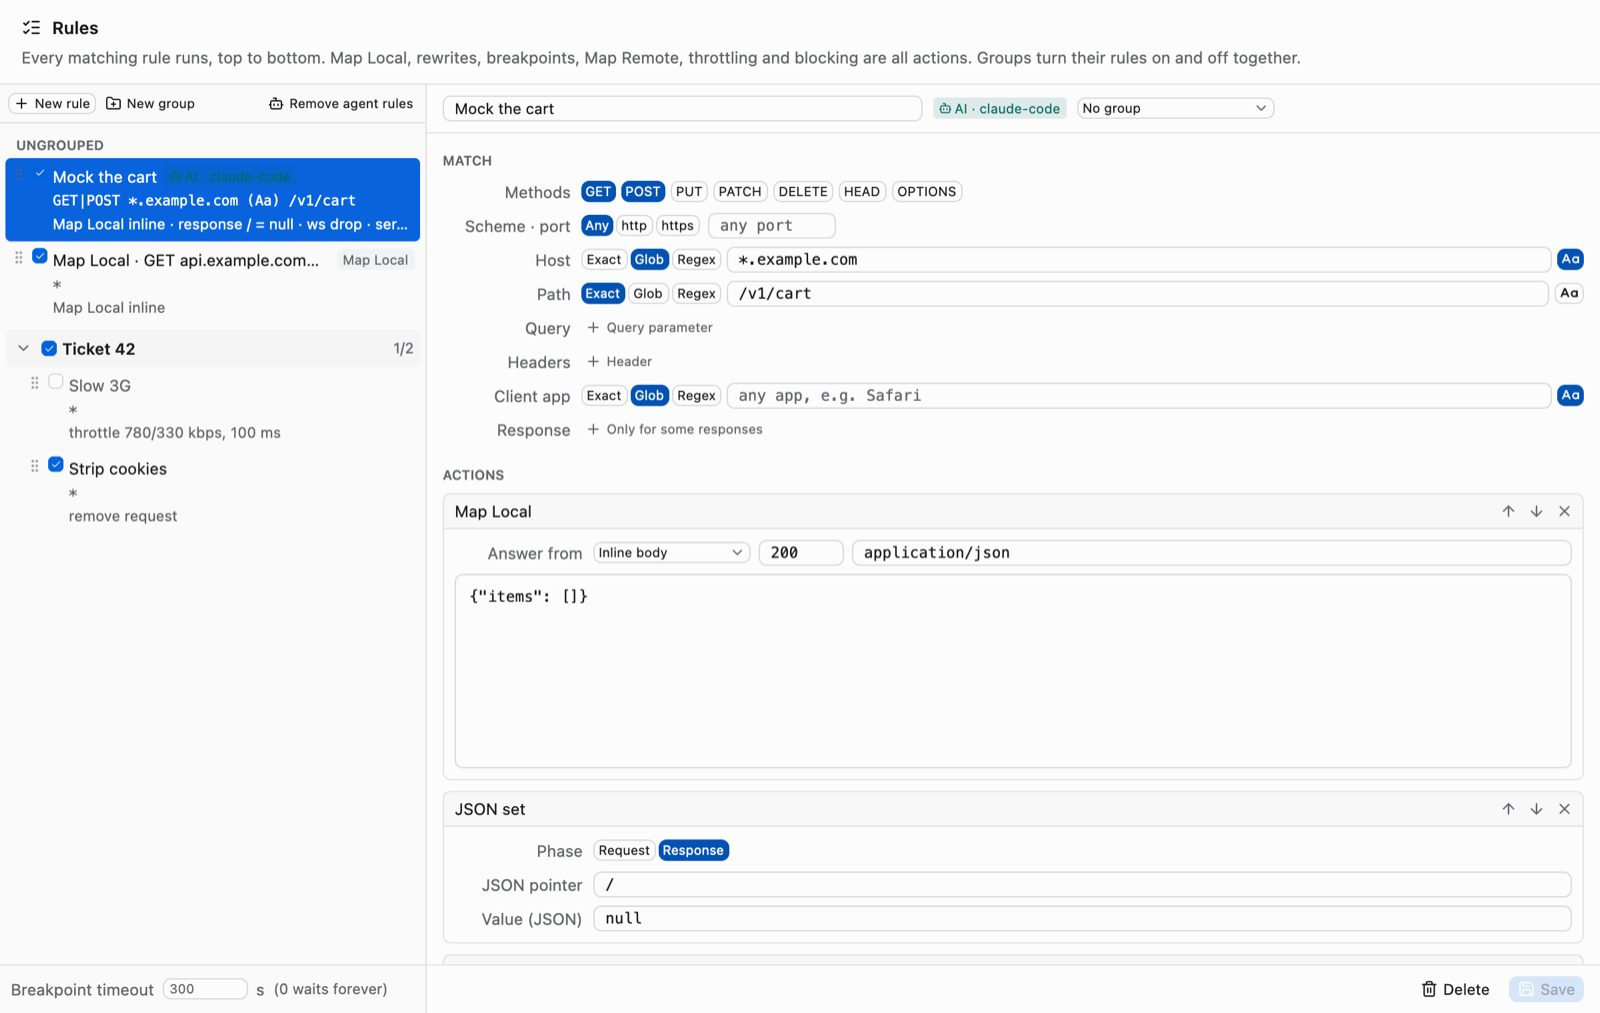 Rules
Every matching rule runs, top to bottom. Map Local, rewrites, breakpoints, Map Remote, throttling and blocking are all actions. Groups turn their rules on and off together.
New rule
New group
Remove agent rules
UNGROUPED
Mock the cart AI · claude-code
GET|POST *.example.com (Aa) /v1/cart
Map Local inline · response / = null · ws drop · ser...
Map Local · GET api.example.com... Map Local
*
Map Local inline
Ticket 42 1/2
Slow 3G
*
throttle 780/330 kbps, 100 ms
Strip cookies
*
remove request
Breakpoint timeout 300 s (0 waits forever)
Mock the cart AI · claude-code No group
MATCH
Methods GET POST PUT PATCH DELETE HEAD OPTIONS
Scheme · port Any http https any port
Host Exact Glob Regex *.example.com Aa
Path Exact Glob Regex /v1/cart Aa
Query + Query parameter
Headers + Header
Client app Exact Glob Regex any app, e.g. Safari Aa
Response + Only for some responses
ACTIONS
Map Local
Answer from Inline body 200 application/json
{"items": []}
JSON set
Phase Request Response
JSON pointer /
Value (JSON) null
Delete Save